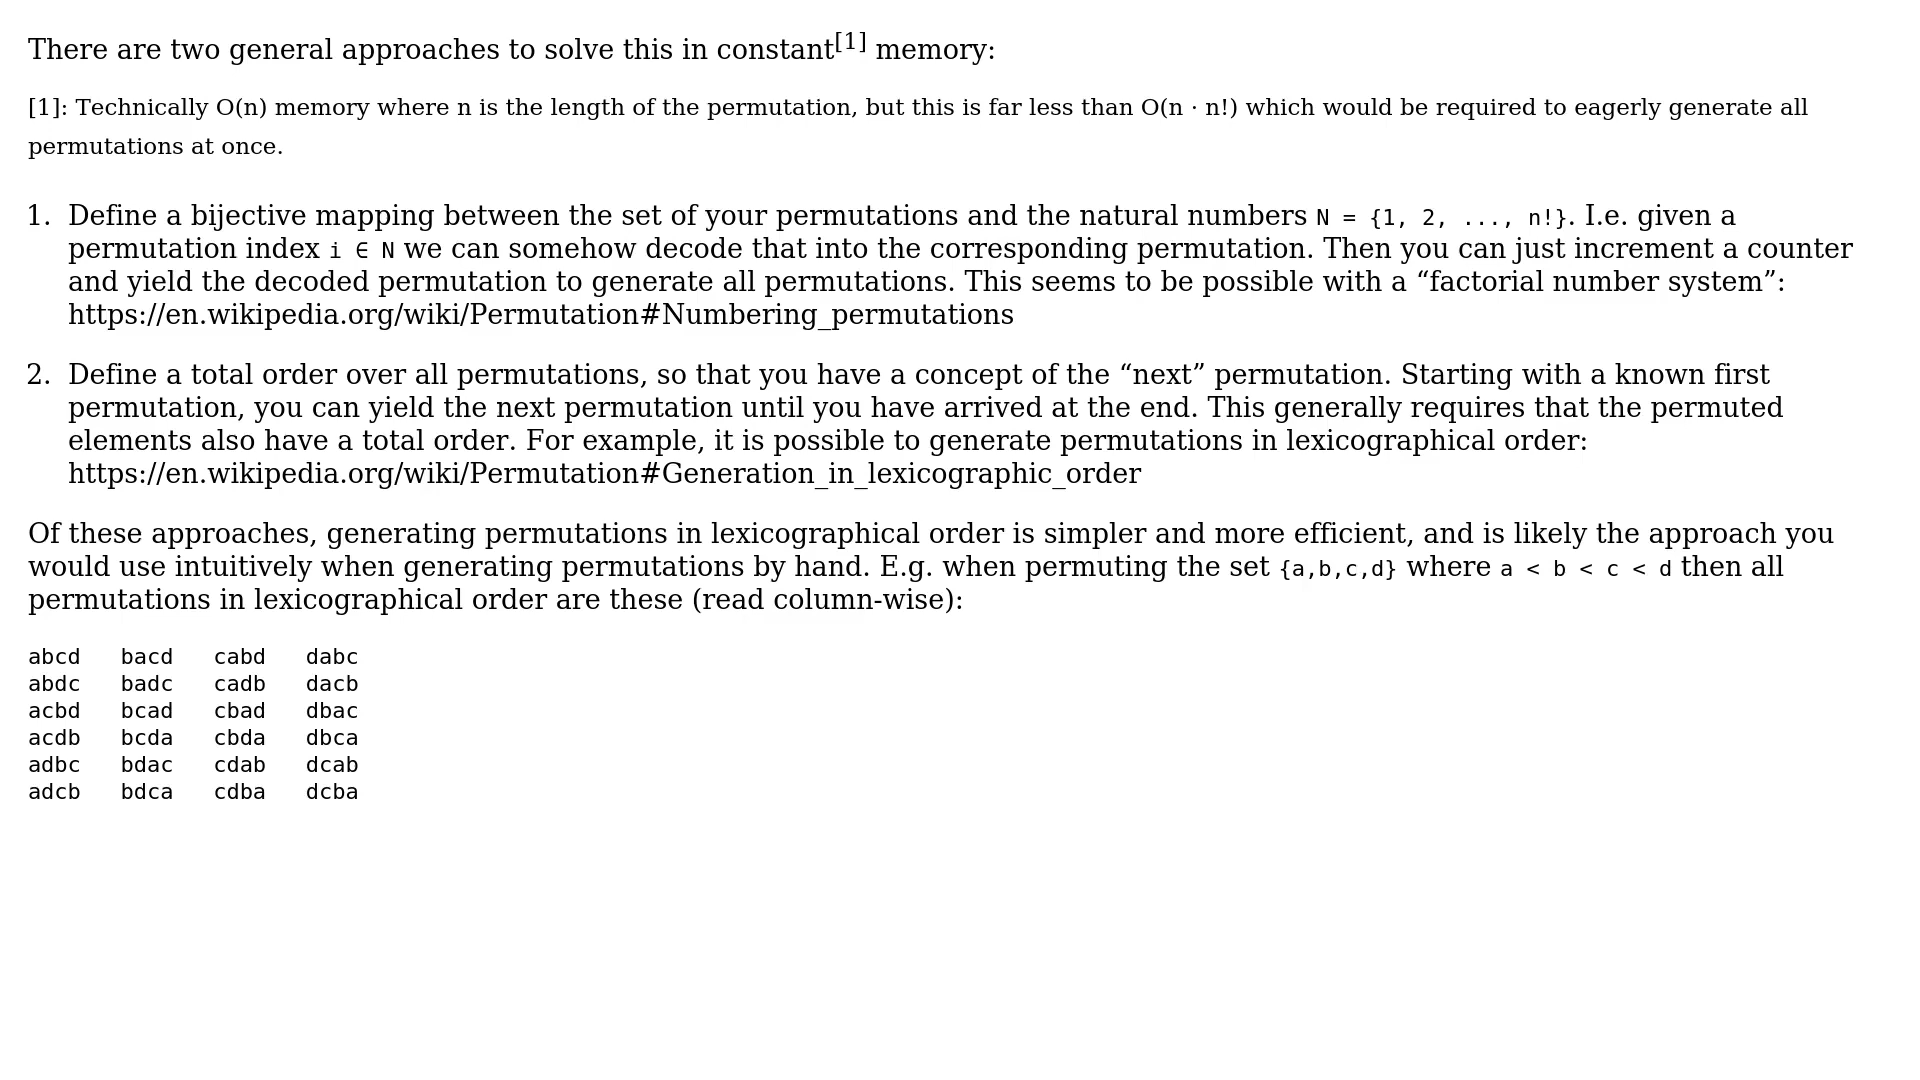 There are two general approaches to solve this in constant[1] memory:
[1]: Technically O(n) memory where n is the length of the permutation, but this is far less than O(n · n!) which would be required to eagerly generate all
permutations at once.
1. Define a bijective mapping between the set of your permutations and the natural numbers N = {1, 2, ..., n!}. I.e. given a
permutation index i ∈ N we can somehow decode that into the corresponding permutation. Then you can just increment a counter
and yield the decoded permutation to generate all permutations. This seems to be possible with a “factorial number system”:
https://en.wikipedia.org/wiki/Permutation#Numbering_permutations
2. Define a total order over all permutations, so that you have a concept of the “next” permutation. Starting with a known first
permutation, you can yield the next permutation until you have arrived at the end. This generally requires that the permuted
elements also have a total order. For example, it is possible to generate permutations in lexicographical order:
https://en.wikipedia.org/wiki/Permutation#Generation_in_lexicographic_order
Of these approaches, generating permutations in lexicographical order is simpler and more efficient, and is likely the approach you
would use intuitively when generating permutations by hand. E.g. when permuting the set {a,b,c,d} where a < b < c < d then all
permutations in lexicographical order are these (read column-wise):
abcd   bacd   cabd   dabc
abdc   badc   cadb   dacb
acbd   bcad   cbad   dbac
acdb   bcda   cbda   dbca
adbc   bdac   cdab   dcab
adcb   bdca   cdba   dcba